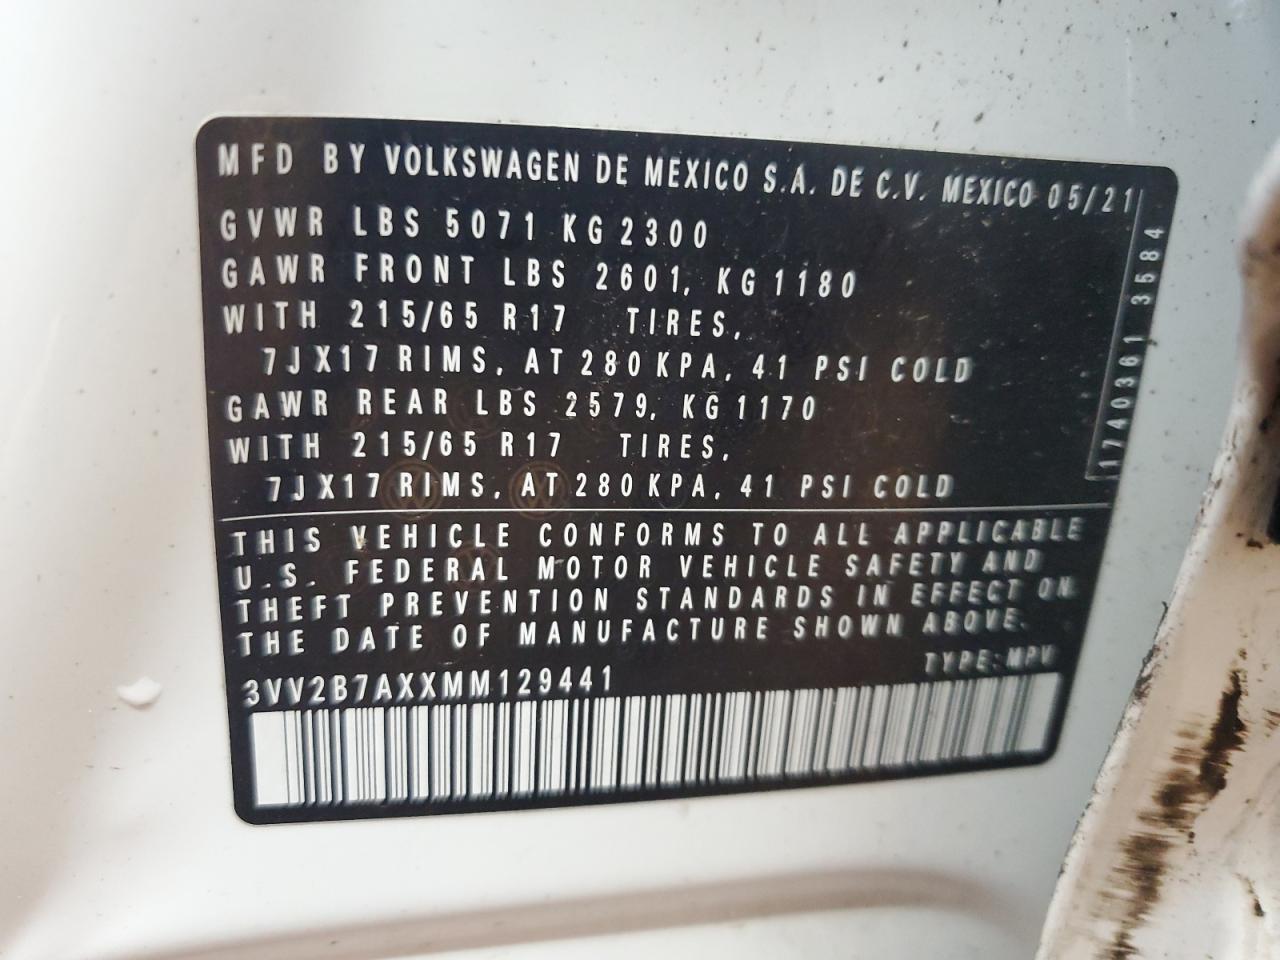 MFD BY VOLKSWAGEN DE MEXICO S.A. DE C.V. MEXICO 05/21
GVWR LBS 5071 KG 2300
GAWR FRONT LBS 2601, KG 1180
WITH 215/65 R17 TIRES,
7JX17 RIMS, AT 280 KPA, 41 PSI COLD
GAWR REAR LBS 2579, KG 1170
WITH 215/65 R17 TIRES,
7JX17 RIMS, AT 280 KPA, 41 PSI COLD
1740361 3584
THIS VEHICLE CONFORMS TO ALL APPLICABLE
U.S. FEDERAL MOTOR VEHICLE SAFETY AND
THEFT PREVENTION STANDARDS IN EFFECT ON
THE DATE OF MANUFACTURE SHOWN ABOVE.
TYPE: MPV
3VV2B7AXXMM129441